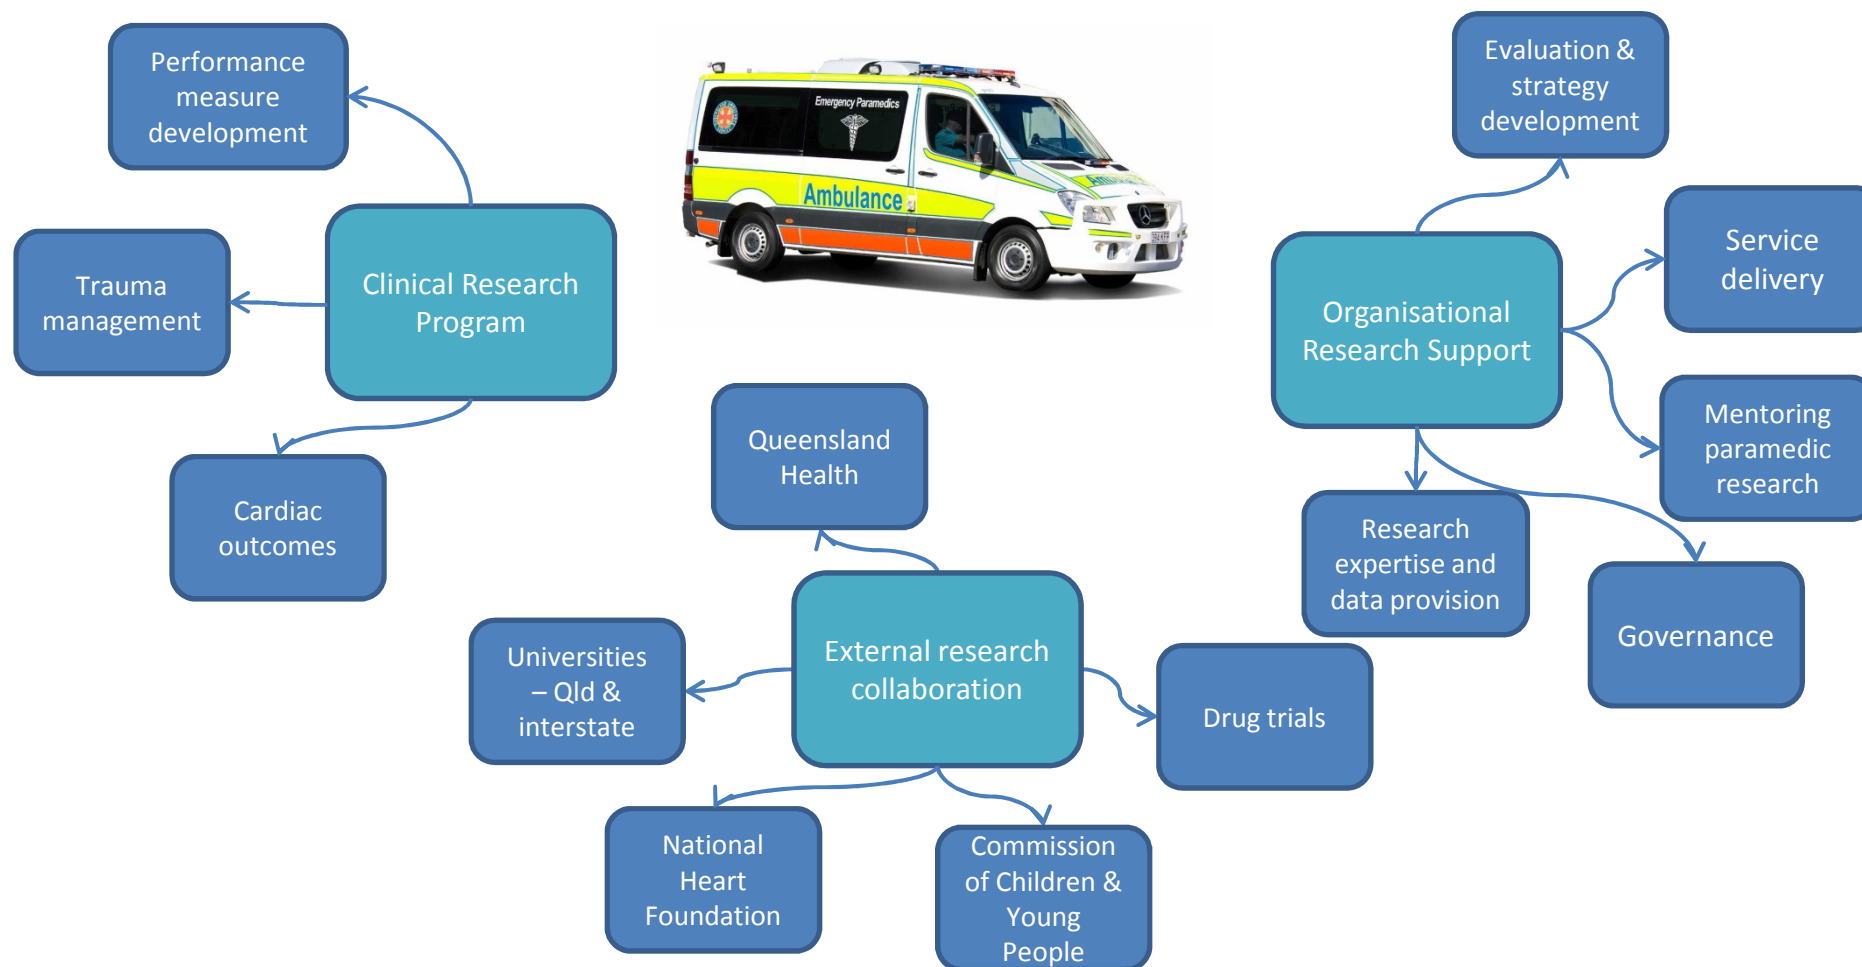 Performance
measure
development
Trauma
management
Clinical Research
Program
Cardiac
outcomes
Emergency Paramedics
Ambulance
Queensland
Health
Universities
– Qld &
interstate
External research
collaboration
Drug trials
National
Heart
Foundation
Commission
of Children &
Young
People
Evaluation &
strategy
development
Service
delivery
Organisational
Research Support
Mentoring
paramedic
research
Research
expertise and
data provision
Governance